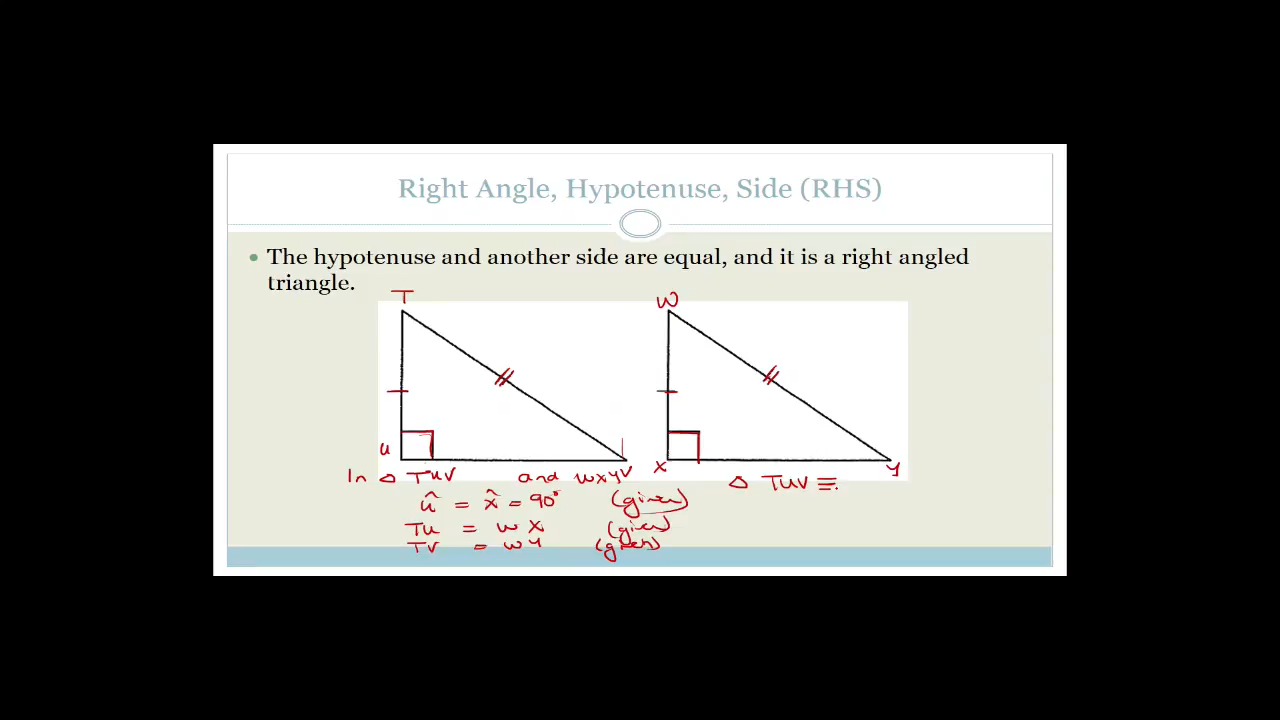 Right Angle, Hypotenuse, Side (RHS)
• The hypotenuse and another side are equal, and it is a right angled
triangle.
T
W
u
V
x
y
In △ TUV and WXY
û = x̂ = 90° (given)
TU = WX (given)
TV = WY (given)
△ TUV ≡